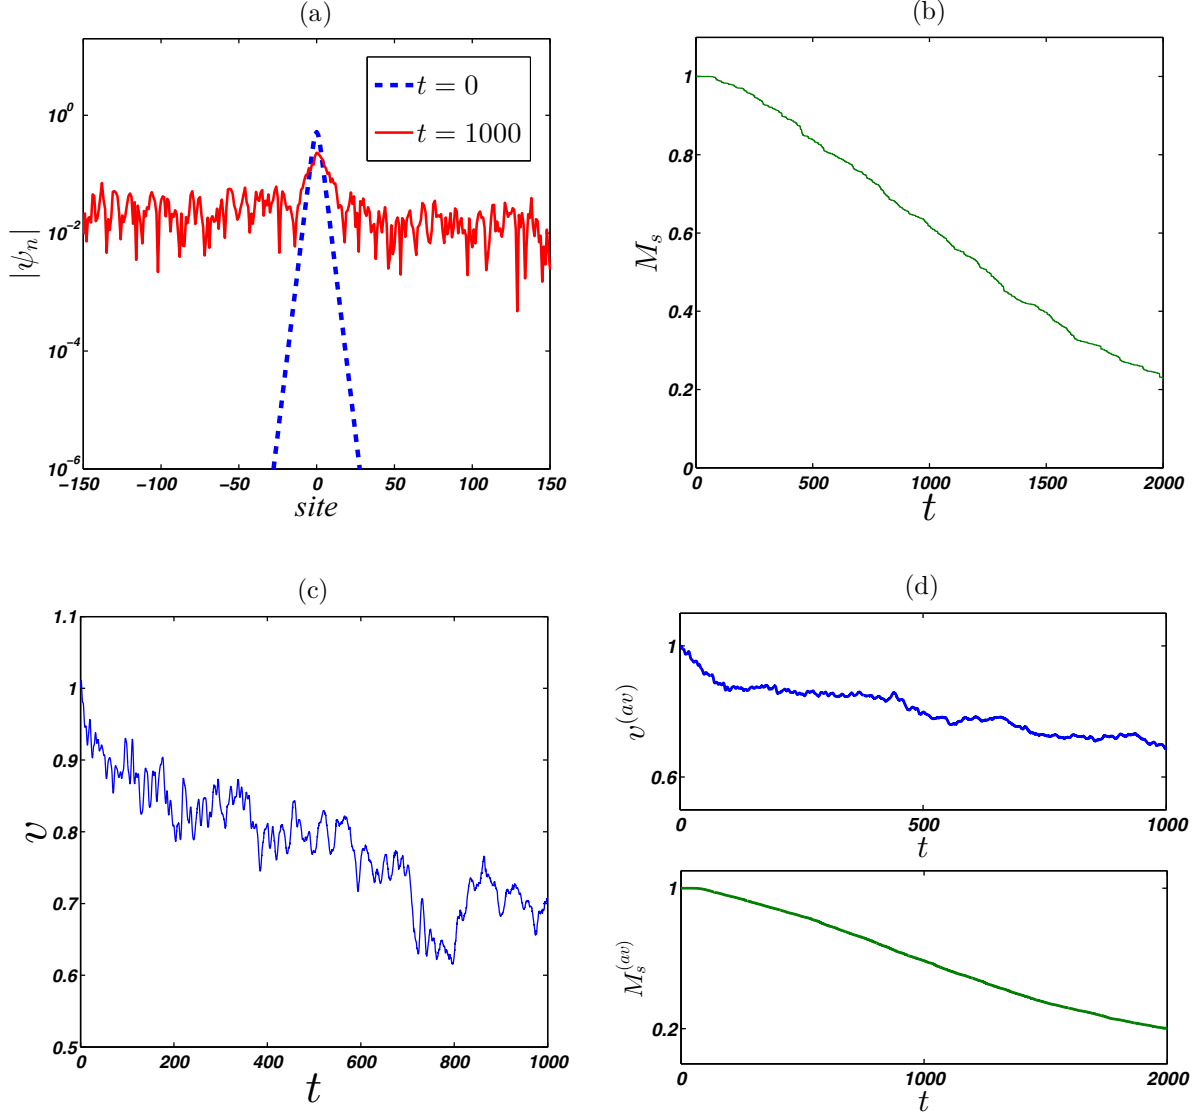 (a)
10^0
10^{-2}
10^{-4}
10^{-6}
|ψ_n|
−150 −100 −50 0 50 100 150
site
t = 0
t = 1000
(b)
1
0.8
0.6
0.4
0.2
0
M_s
0 500 1000 1500 2000
t
(c)
1.1
1
0.9
0.8
0.7
0.6
0.5
v
0 200 400 600 800 1000
t
(d)
1
0.6
v^{(av)}
0 500 1000
t
1
0.2
M_s^{(av)}
0 1000 2000
t